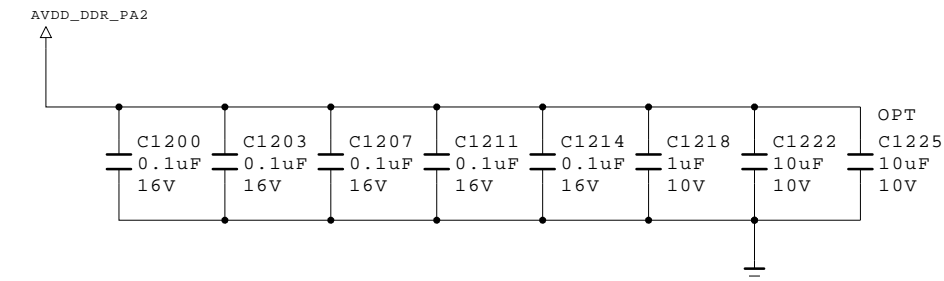 AVDD_DDR_PA2
OPT
C1200 C1203 C1207 C1211 C1214 C1218 C1222 C1225
0.1uF 0.1uF 0.1uF 0.1uF 0.1uF 1uF 10uF 10uF
16V 16V 16V 16V 16V 10V 10V 10V